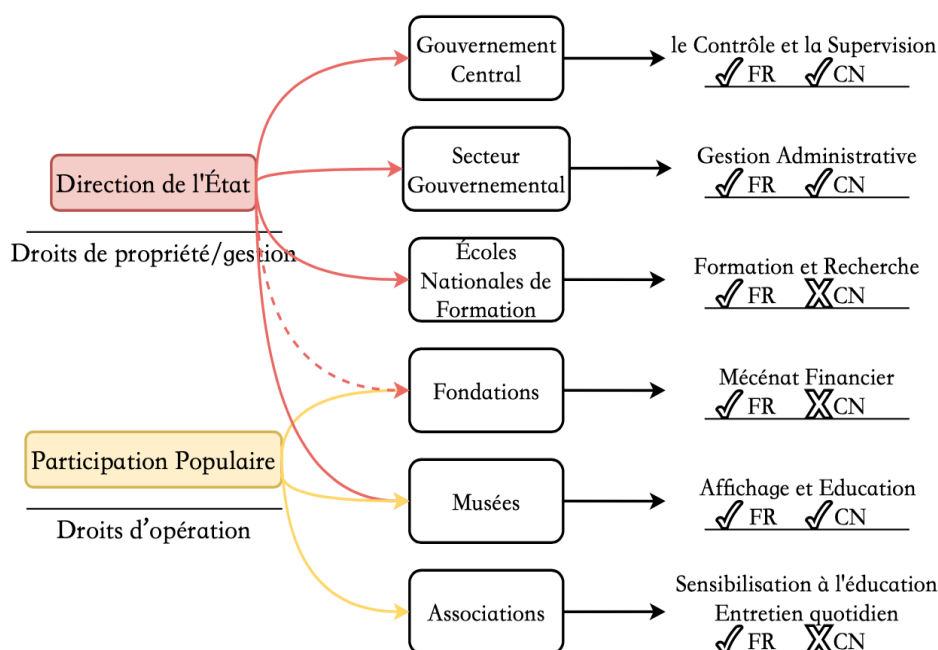 Gouvernement
Central
le Contrôle et la Supervision
✓ FR ✓ CN
Direction de l'État
Droits de propriété/gestion
Secteur
Gouvernemental
Gestion Administrative
✓ FR ✓ CN
Écoles
Nationales de
Formation
Formation et Recherche
✓ FR X CN
Fondations
Mécénat Financier
✓ FR X CN
Participation Populaire
Droits d’opération
Musées
Affichage et Education
✓ FR ✓ CN
Associations
Sensibilisation à l'éducation
Entretien quotidien
✓ FR X CN